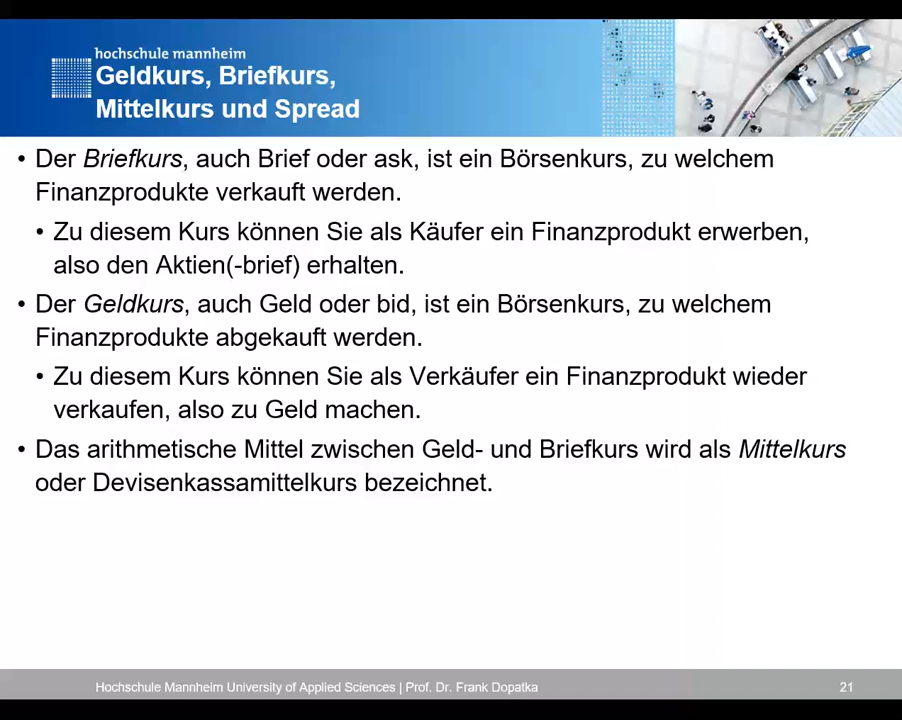 hochschule mannheim
Geldkurs, Briefkurs,
Mittelkurs und Spread
• Der Briefkurs, auch Brief oder ask, ist ein Börsenkurs, zu welchem
Finanzprodukte verkauft werden.
• Zu diesem Kurs können Sie als Käufer ein Finanzprodukt erwerben,
also den Aktien(-brief) erhalten.
• Der Geldkurs, auch Geld oder bid, ist ein Börsenkurs, zu welchem
Finanzprodukte abgekauft werden.
• Zu diesem Kurs können Sie als Verkäufer ein Finanzprodukt wieder
verkaufen, also zu Geld machen.
• Das arithmetische Mittel zwischen Geld- und Briefkurs wird als Mittelkurs
oder Devisenkassamittelkurs bezeichnet.
Hochschule Mannheim University of Applied Sciences | Prof. Dr. Frank Dopatka
21